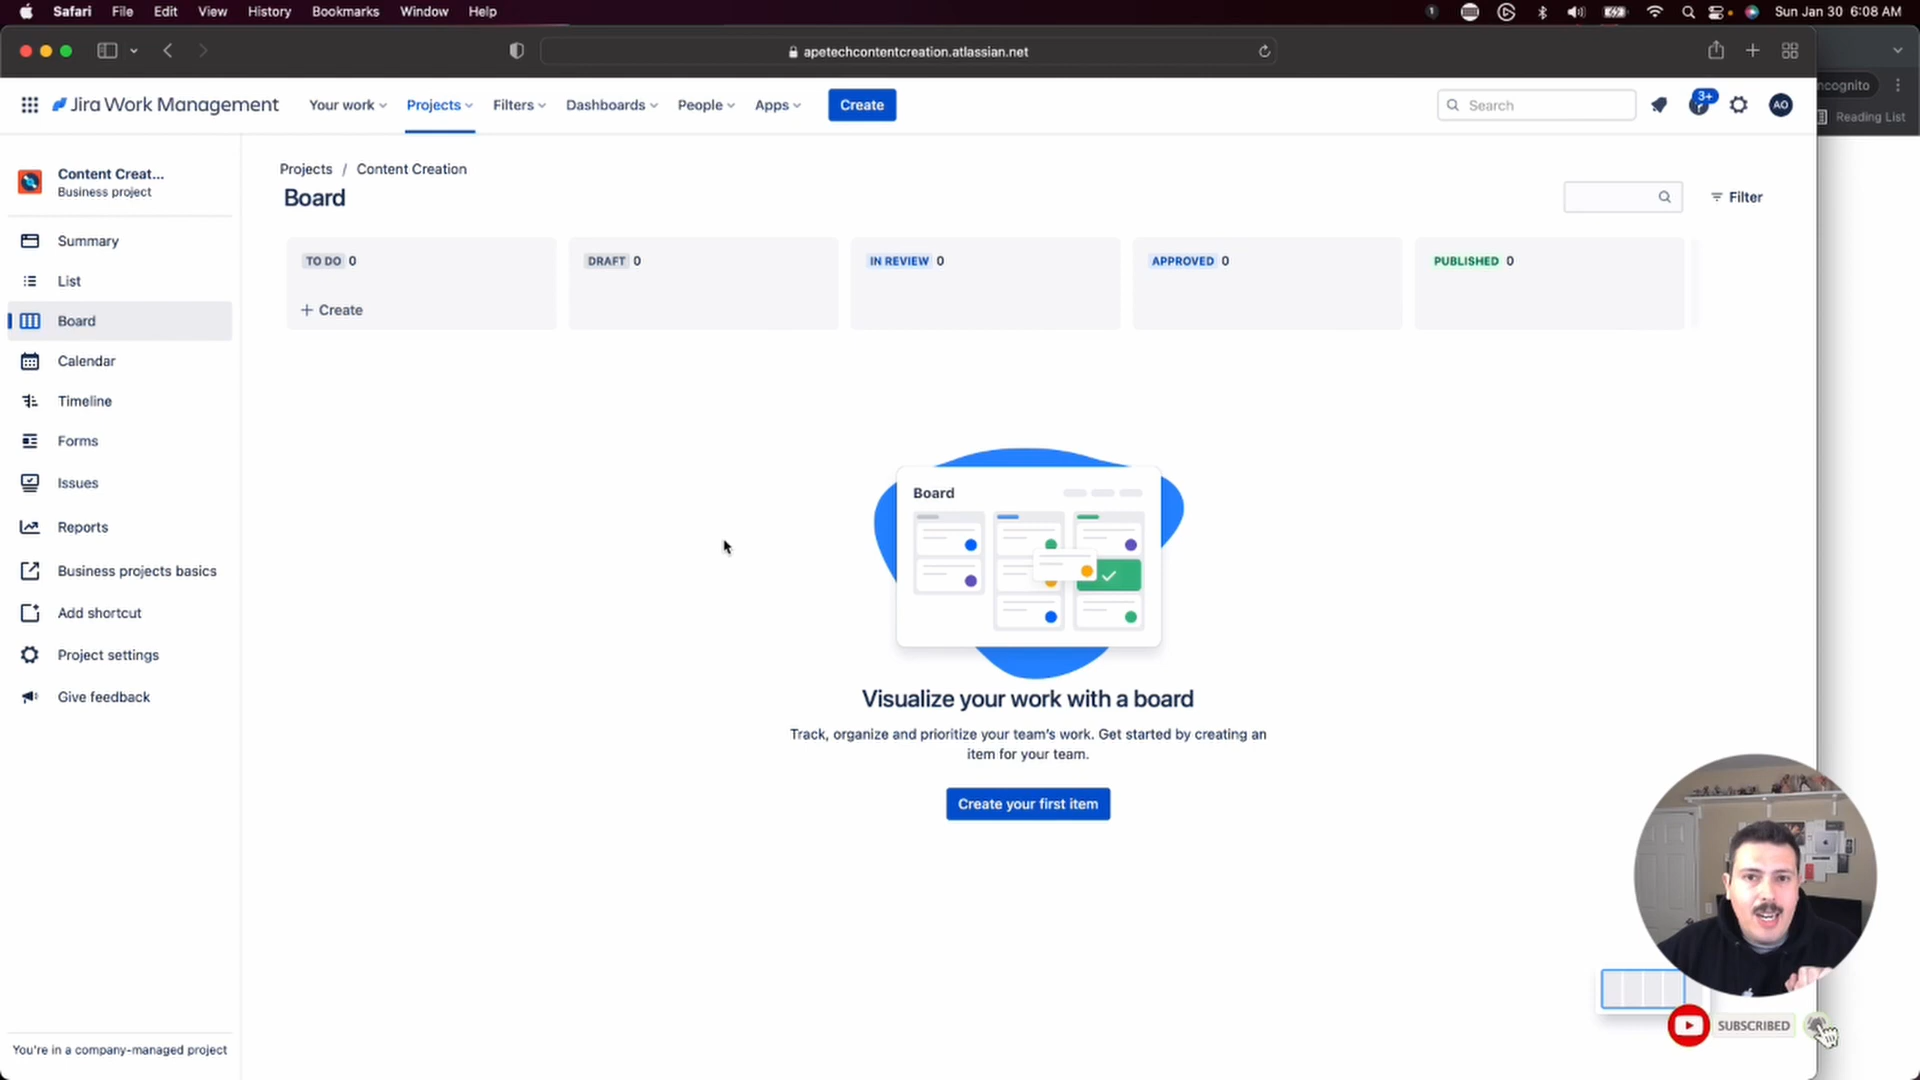 Safari File Edit View History Bookmarks Window Help
Sun Jan 30 6:08 AM
apetechcontentcreation.atlassian.net
ncognito
Reading List
Jira Work Management
Your work Projects Filters Dashboards People Apps Create
Search
3+
AO
Content Creat...
Business project
Summary
List
Board
Calendar
Timeline
Forms
Issues
Reports
Business projects basics
Add shortcut
Project settings
Give feedback
You're in a company-managed project
Projects / Content Creation
Board
Filter
TO DO 0
+ Create
DRAFT 0
IN REVIEW 0
APPROVED 0
PUBLISHED 0
Board
Visualize your work with a board
Track, organize and prioritize your team's work. Get started by creating an
item for your team.
Create your first item
SUBSCRIBED